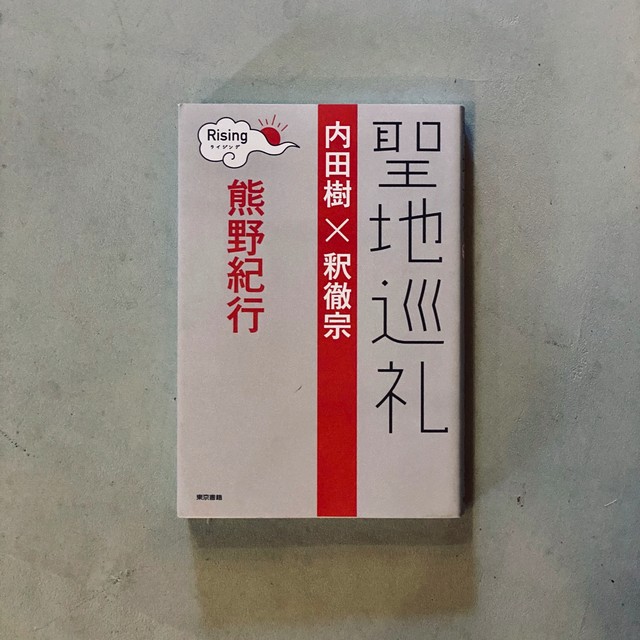 聖地巡礼
内田樹×釈徹宗
Rising
ライジング
熊野紀行
東京書籍